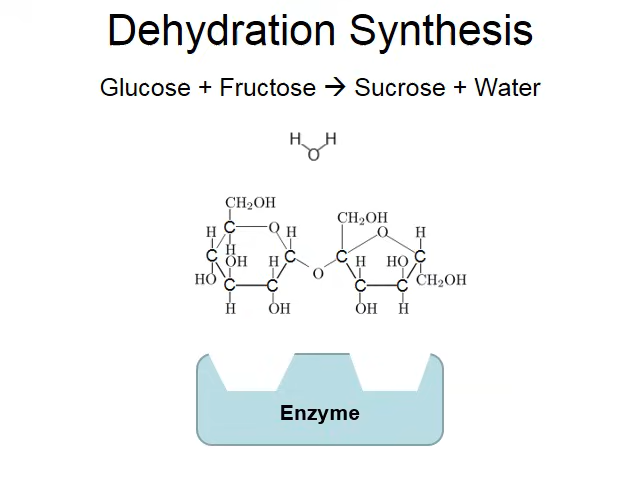 Dehydration Synthesis
Glucose + Fructose → Sucrose + Water
H H
O
CH₂OH
CH₂OH
H C O H
O H
H
C OH H C
C H HO C
HO C C
O
C C CH₂OH
H OH
OH H
Enzyme